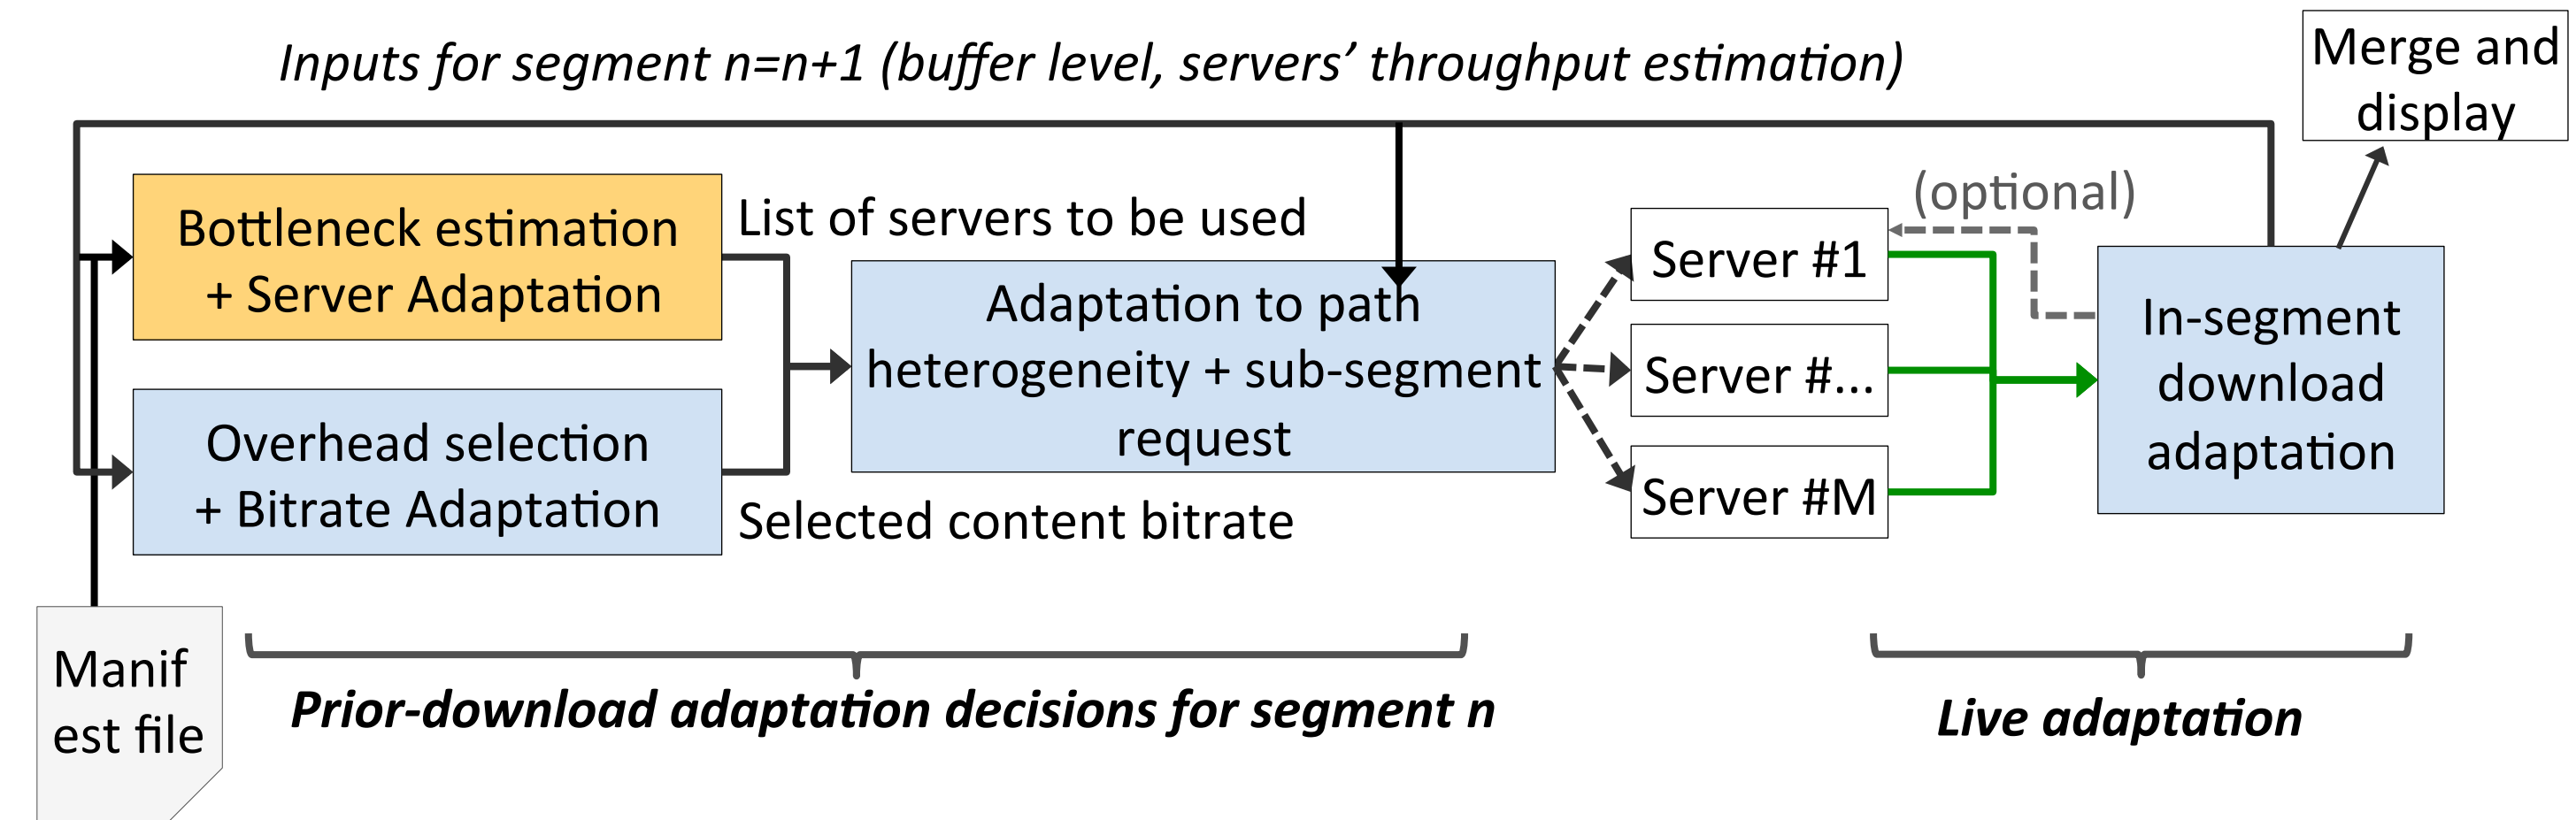 Inputs for segment n=n+1 (buffer level, servers’ throughput estimation)
Merge and
display
Bottleneck estimation
+ Server Adaptation
List of servers to be used
Overhead selection
+ Bitrate Adaptation
Selected content bitrate
Adaptation to path
heterogeneity + sub-segment
request
Server #1
Server #...
Server #M
(optional)
In-segment
download
adaptation
Manif
est file
Prior-download adaptation decisions for segment n
Live adaptation